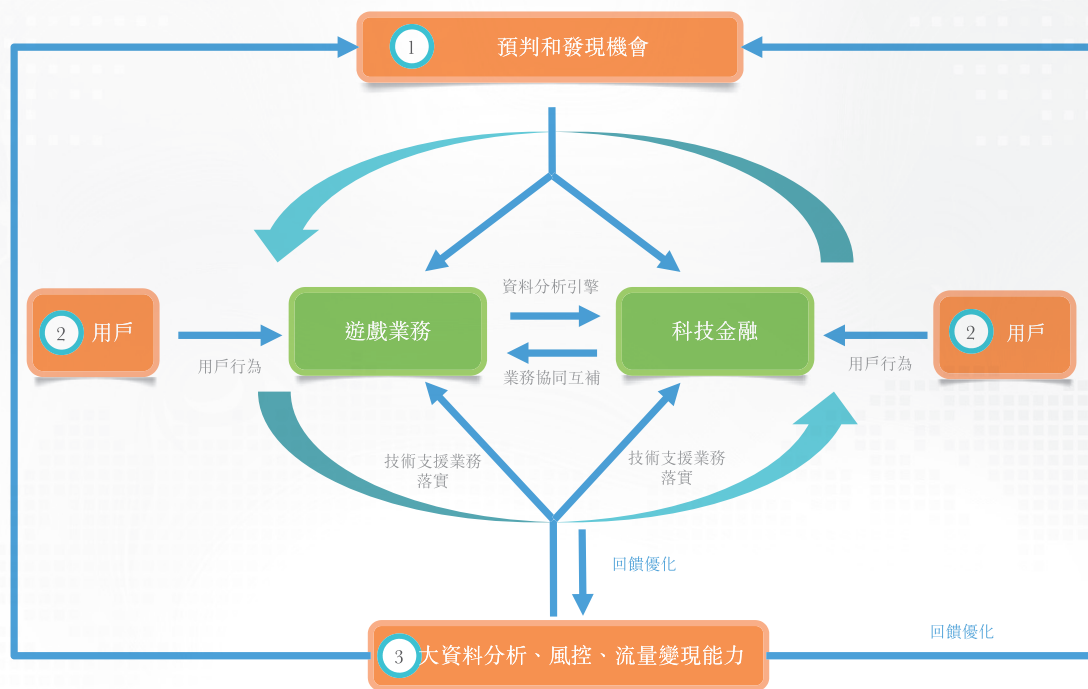 1 預判和發現機會
資料分析引擎
2 用戶
遊戲業務
科技金融
2 用戶
用戶行為
業務協同互補
用戶行為
技術支援業務
落實
技術支援業務
落實
回饋優化
回饋優化
3 大資料分析、風控、流量變現能力